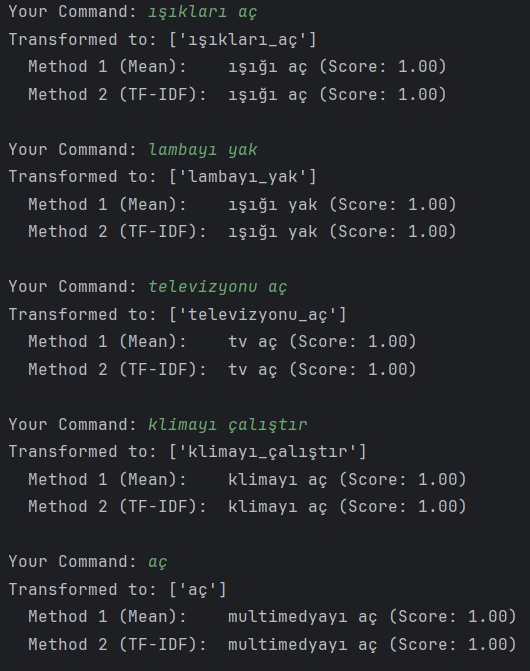 Your Command: ışıkları aç
Transformed to: ['ışıkları_aç']
Method 1 (Mean): ışığı aç (Score: 1.00)
Method 2 (TF-IDF): ışığı aç (Score: 1.00)
Your Command: lambayı yak
Transformed to: ['lambayı_yak']
Method 1 (Mean): ışığı yak (Score: 1.00)
Method 2 (TF-IDF): ışığı yak (Score: 1.00)
Your Command: televizyonu aç
Transformed to: ['televizyonu_aç']
Method 1 (Mean): tv aç (Score: 1.00)
Method 2 (TF-IDF): tv aç (Score: 1.00)
Your Command: klimayı çalıştır
Transformed to: ['klimayı_çalıştır']
Method 1 (Mean): klimayı aç (Score: 1.00)
Method 2 (TF-IDF): klimayı aç (Score: 1.00)
Your Command: aç
Transformed to: ['aç']
Method 1 (Mean): multimedyayı aç (Score: 1.00)
Method 2 (TF-IDF): multimedyayı aç (Score: 1.00)